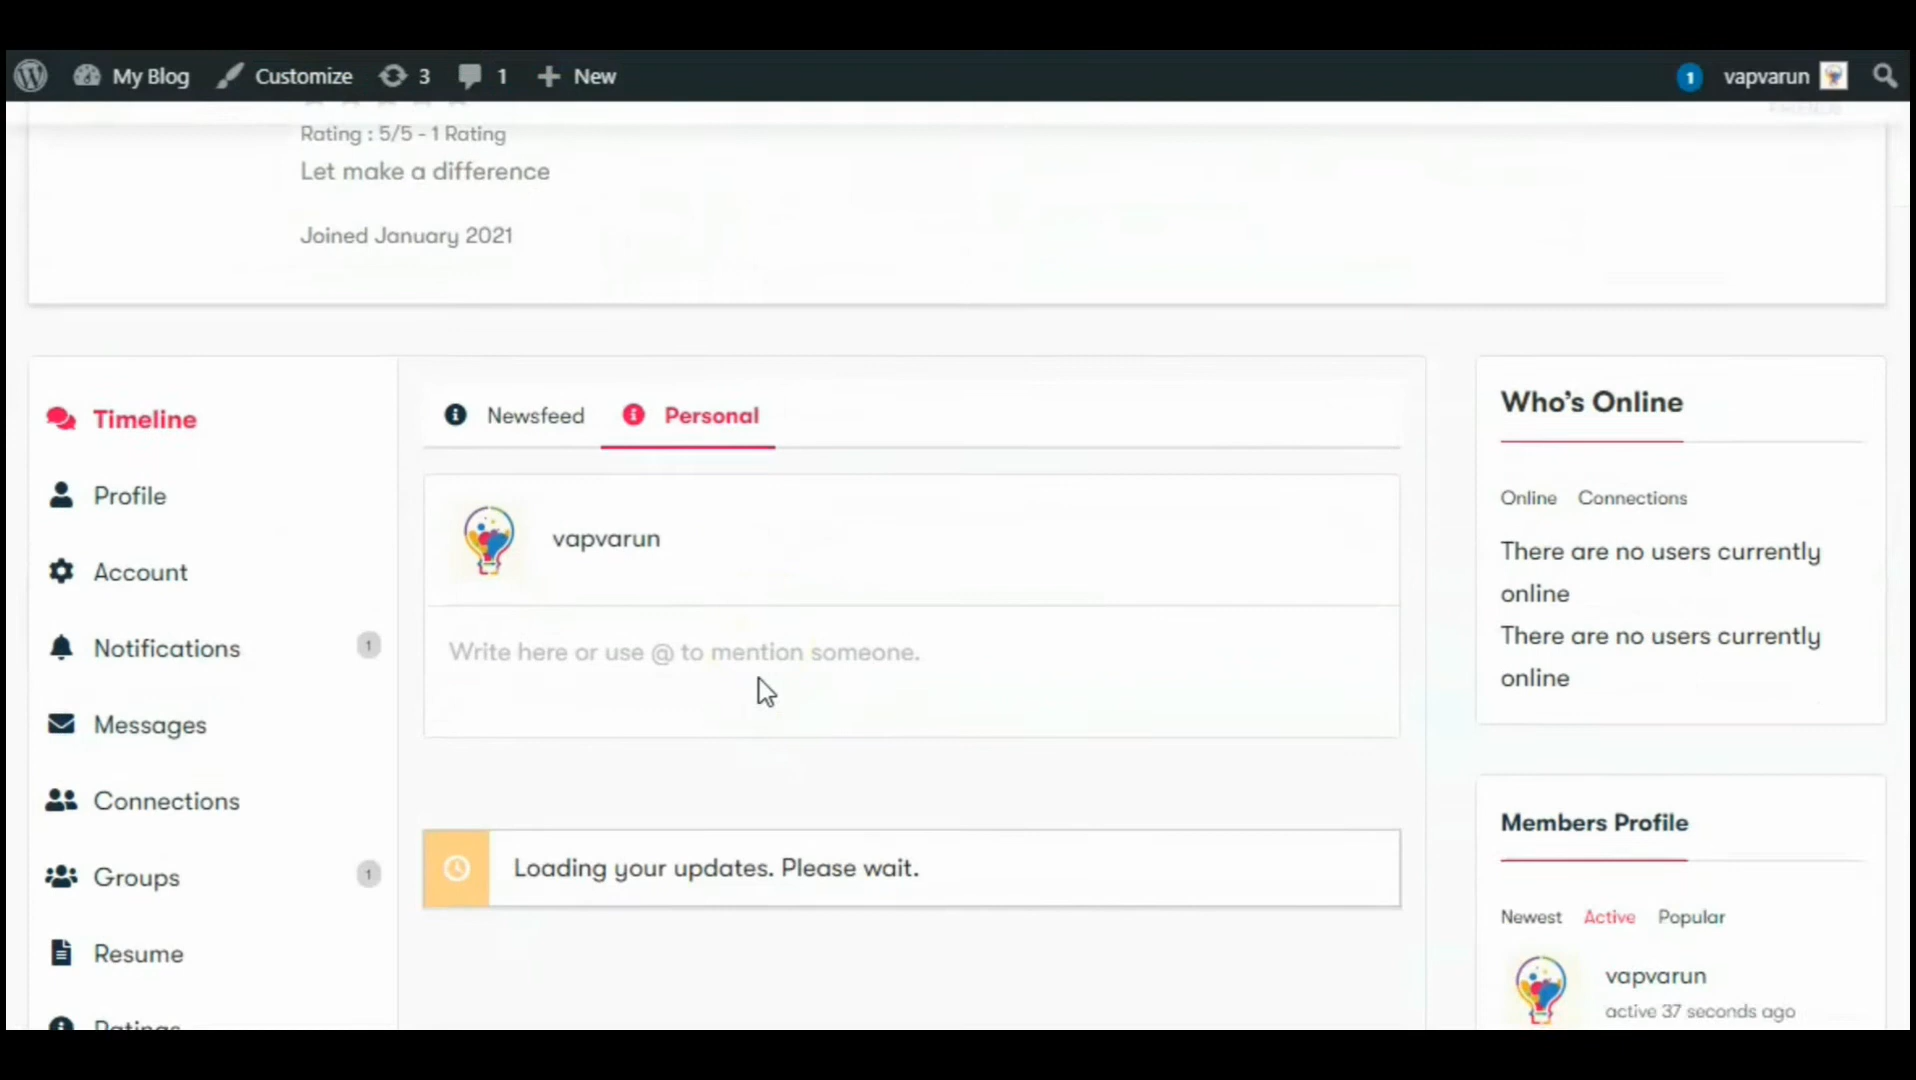 My Blog Customize 3 1 New 1 vapvarun
Rating : 5/5 - 1 Rating
Let make a difference
Joined January 2021
Timeline
Profile
Account
Notifications 1
Messages
Connections
Groups 1
Resume
Ratings
Newsfeed Personal
vapvarun
Write here or use @ to mention someone.
Loading your updates. Please wait.
Who's Online
Online Connections
There are no users currently
online
There are no users currently
online
Members Profile
Newest Active Popular
vapvarun
active 37 seconds ago